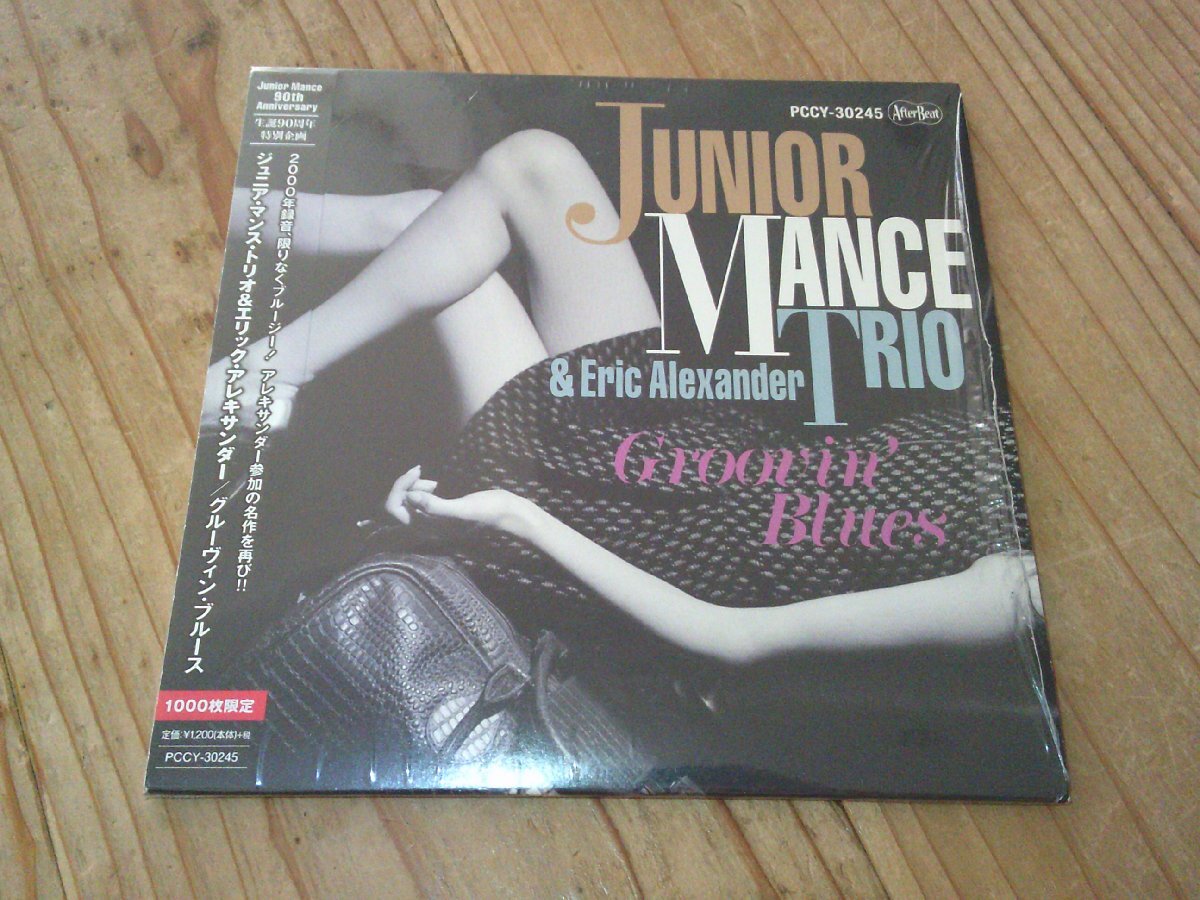 Junior Mance
90th
Anniversary
生誕90周年
特別企画
2000年録音、限りなくブルージー! アレキサンダー参加の名作を再び!!
ジュニア・マンス・トリオ&エリック・アレキサンダー/グルーヴィン・ブルース
1000枚限定
定価:¥1,200(本体)+税
PCCY-30245
PCCY-30245 AfterBeat
JUNIOR
MANCE
TRIO
& Eric Alexander
Groovin'
Blues